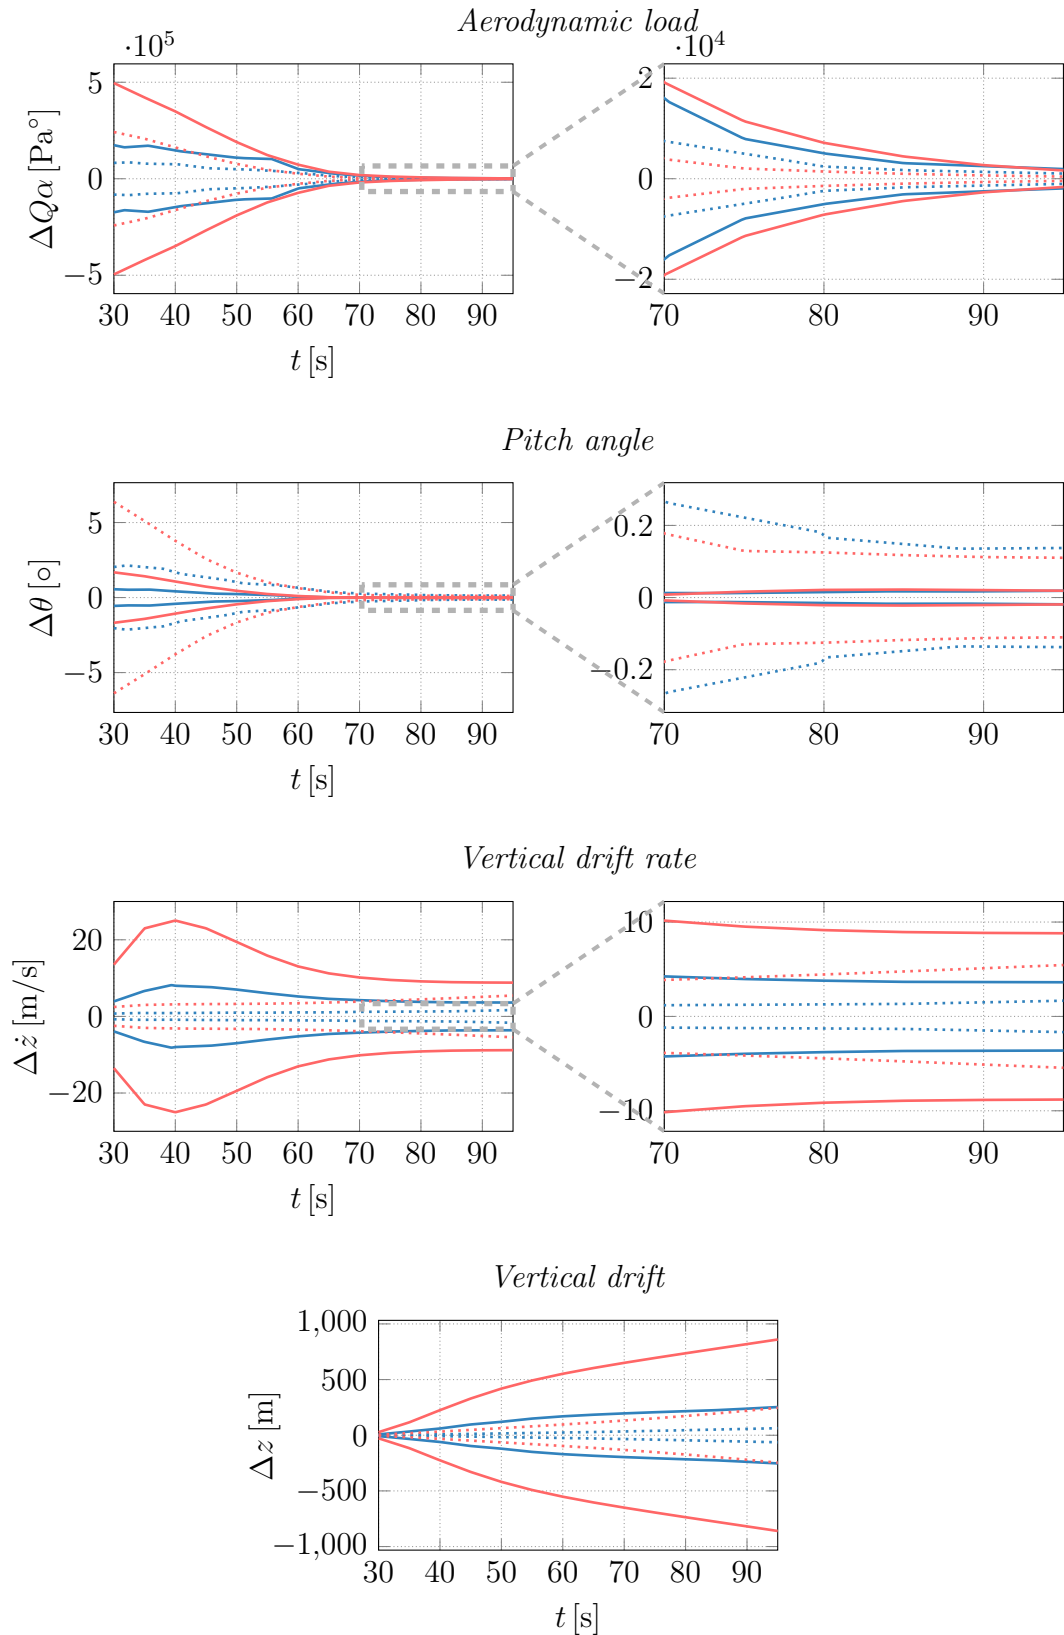 Aerodynamic load
·10⁵ ·10⁴
5 2
ΔQα [Pa°]
0 0
−5 −2
30 40 50 60 70 80 90 70 80 90
t [s]
Pitch angle
5 0.2
Δθ [∘]
0 0
−5 −0.2
30 40 50 60 70 80 90 70 80 90
t [s]
Vertical drift rate
20 10
Δż [m/s]
0 0
−20 −10
30 40 50 60 70 80 90 70 80 90
t [s]
Vertical drift
1,000
500
Δz [m]
0
−500
−1,000
30 40 50 60 70 80 90
t [s]